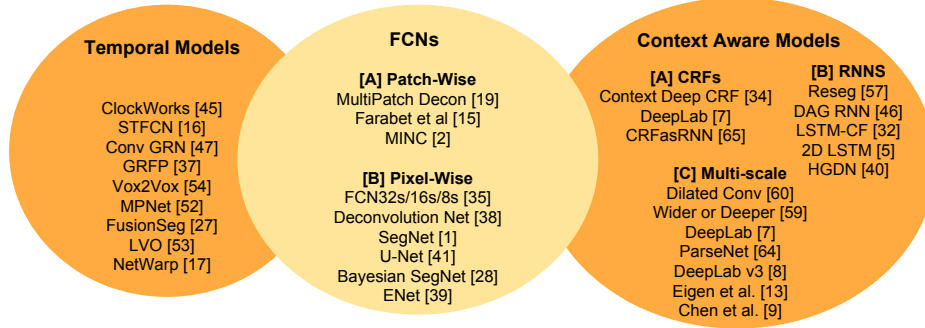 Temporal Models
ClockWorks [45]
STFCN [16]
Conv GRN [47]
GRFP [37]
Vox2Vox [54]
MPNet [52]
FusionSeg [27]
LVO [53]
NetWarp [17]
FCNs
[A] Patch-Wise
MultiPatch Decon [19]
Farabet et al [15]
MINC [2]
[B] Pixel-Wise
FCN32s/16s/8s [35]
Deconvolution Net [38]
SegNet [1]
U-Net [41]
Bayesian SegNet [28]
ENet [39]
Context Aware Models
[A] CRFs
Context Deep CRF [34]
DeepLab [7]
CRFasRNN [65]
[B] RNNS
Reseg [57]
DAG RNN [46]
LSTM-CF [32]
2D LSTM [5]
HGDN [40]
[C] Multi-scale
Dilated Conv [60]
Wider or Deeper [59]
DeepLab [7]
ParseNet [64]
DeepLab v3 [8]
Eigen et al. [13]
Chen et al. [9]